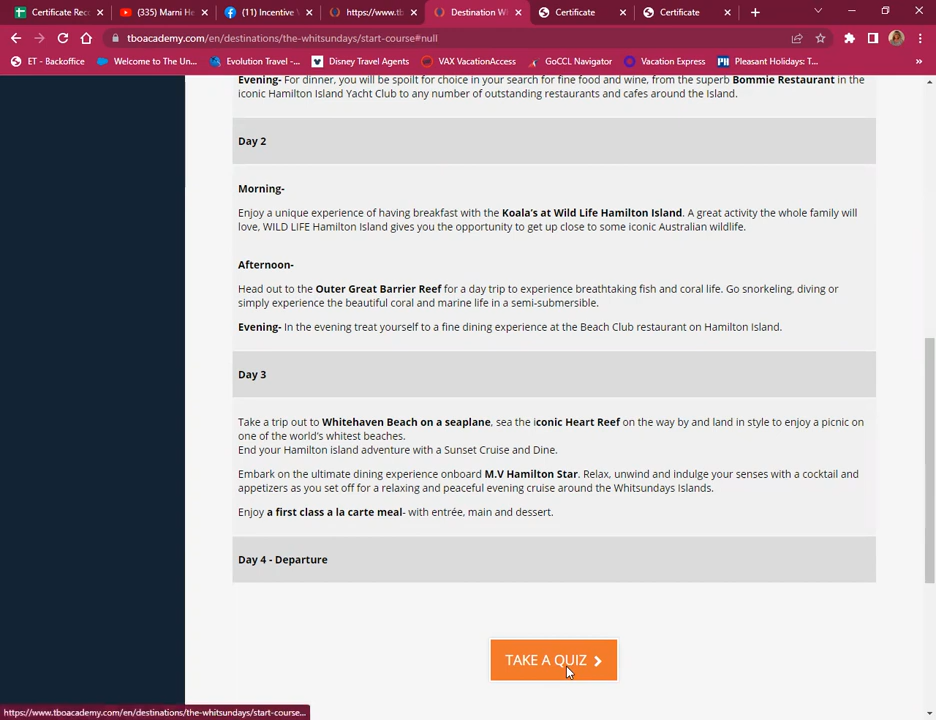 Certificate Rec
(335) Marni He
(11) Incentive V
https://www.t
Destination W
Certificate
Certificate
tboacademy.com/en/destinations/the-whitsundays/start-course#null
ET - Backoffice
Welcome to The Un...
Evolution Travel -...
Disney Travel Agents
VAX VacationAccess
GoCCL Navigator
Vacation Express
Pleasant Holidays: T...
»
Evening- For dinner, you will be spoilt for choice in your search for fine food and wine, from the superb Bommie Restaurant in the
iconic Hamilton Island Yacht Club to any number of outstanding restaurants and cafes around the Island.
Day 2
Morning-
Enjoy a unique experience of having breakfast with the Koala's at Wild Life Hamilton Island. A great activity the whole family will
love, WILD LIFE Hamilton Island gives you the opportunity to get up close to some iconic Australian wildlife.
Afternoon-
Head out to the Outer Great Barrier Reef for a day trip to experience breathtaking fish and coral life. Go snorkeling, diving or
simply experience the beautiful coral and marine life in a semi-submersible.
Evening- In the evening treat yourself to a fine dining experience at the Beach Club restaurant on Hamilton Island.
Day 3
Take a trip out to Whitehaven Beach on a seaplane, sea the iconic Heart Reef on the way by and land in style to enjoy a picnic on
one of the world's whitest beaches.
End your Hamilton island adventure with a Sunset Cruise and Dine.
Embark on the ultimate dining experience onboard M.V Hamilton Star. Relax, unwind and indulge your senses with a cocktail and
appetizers as you set off for a relaxing and peaceful evening cruise around the Whitsundays Islands.
Enjoy a first class a la carte meal- with entrée, main and dessert.
Day 4 - Departure
TAKE A QUIZ
https://www.tboacademy.com/en/destinations/the-whitsundays/start-course...